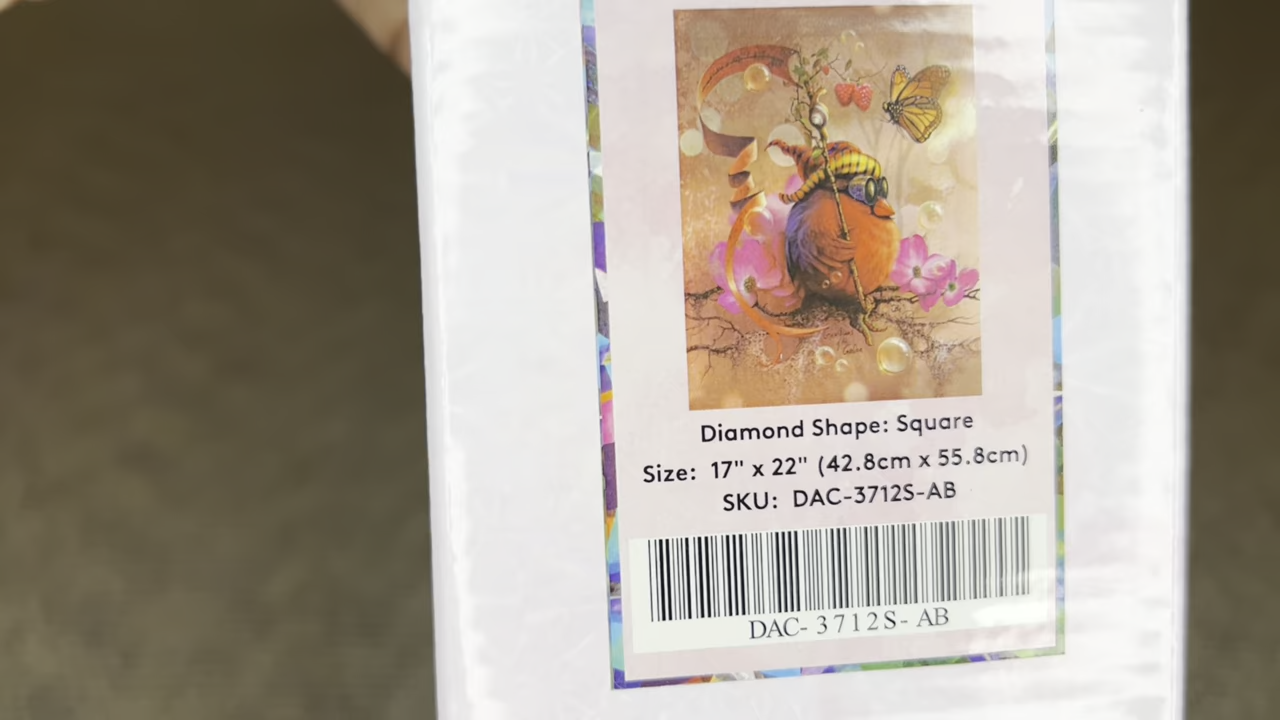 Diamond Shape: Square
Size: 17" x 22" (42.8cm x 55.8cm)
SKU: DAC-3712S-AB
DAC- 3712S- AB